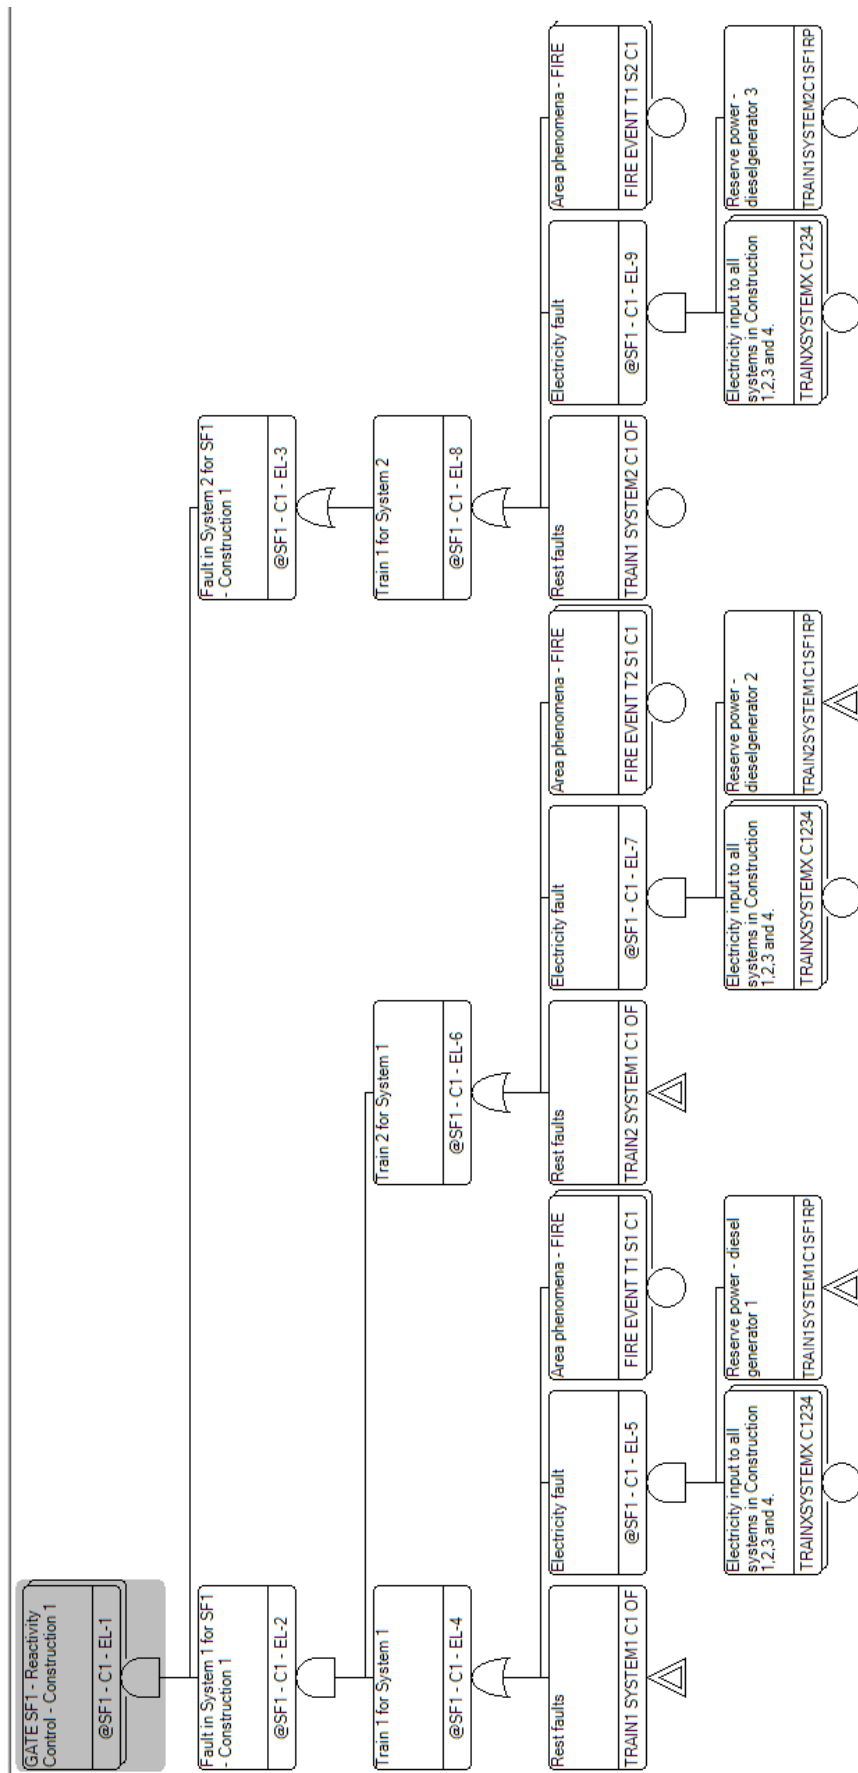 GATE SF1 - Reactivity
Control - Construction 1
@SF1 - C1 - EL-1
Fault in System 1 for SF1
- Construction 1
@SF1 - C1 - EL-2
Fault in System 2 for SF1
- Construction 1
@SF1 - C1 - EL-3
Train 1 for System 1
@SF1 - C1 - EL-4
Train 2 for System 1
@SF1 - C1 - EL-6
Train 1 for System 2
@SF1 - C1 - EL-8
Rest faults
TRAIN1 SYSTEM1 C1 OF
Electricity fault
@SF1 - C1 - EL-5
Area phenomena - FIRE
FIRE EVENT T1 S1 C1
Rest faults
TRAIN2 SYSTEM1 C1 OF
Electricity fault
@SF1 - C1 - EL-7
Area phenomena - FIRE
FIRE EVENT T2 S1 C1
Rest faults
TRAIN1 SYSTEM2 C1 OF
Electricity fault
@SF1 - C1 - EL-9
Area phenomena - FIRE
FIRE EVENT T1 S2 C1
Electricity input to all
systems in Construction
1,2,3 and 4.
TRAINXSYSTEMX C1234
Reserve power - diesel
generator 1
TRAIN1SYSTEM1C1SF1RP
Electricity input to all
systems in Construction
1,2,3 and 4.
TRAINXSYSTEMX C1234
Reserve power -
dieselgenerator 2
TRAIN2SYSTEM1C1SF1RP
Electricity input to all
systems in Construction
1,2,3 and 4.
TRAINXSYSTEMX C1234
Reserve power -
dieselgenerator 3
TRAIN1SYSTEM2C1SF1RP